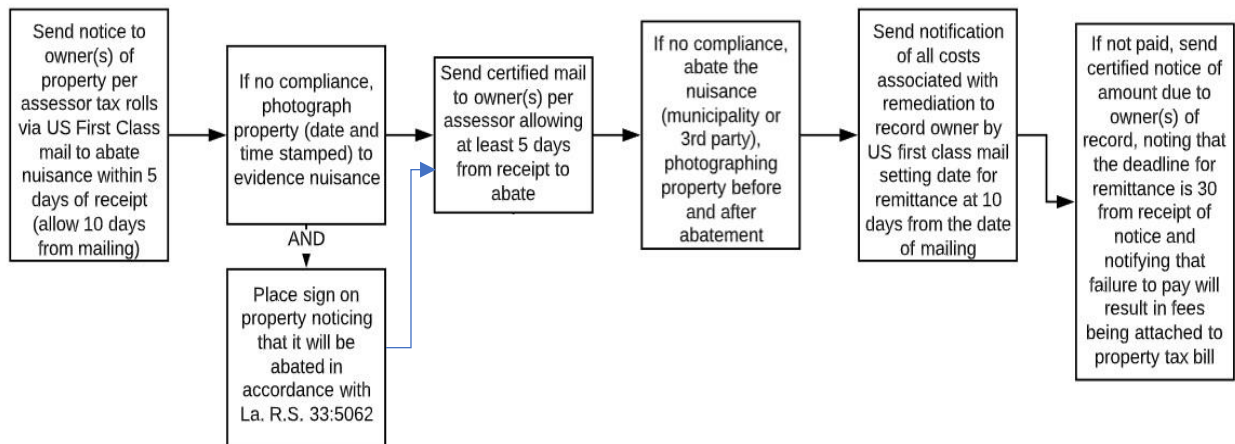 Send notice to
owner(s) of
property per
assessor tax rolls
via US First Class
mail to abate
nuisance within 5
days of receipt
(allow 10 days
from mailing)
If no compliance,
photograph
property (date and
time stamped) to
evidence nuisance
AND
Place sign on
property noticing
that it will be
abated in
accordance with
La. R.S. 33:5062
Send certified mail
to owner(s) per
assessor allowing
at least 5 days
from receipt to
abate
If no compliance,
abate the
nuisance
(municipality or
3rd party),
photographing
property before
and after
abatement
Send notification
of all costs
associated with
remediation to
record owner by
US first class mail
setting date for
remittance at 10
days from the date
of mailing
If not paid, send
certified notice of
amount due to
owner(s) of
record, noting that
the deadline for
remittance is 30
from receipt of
notice and
notifying that
failure to pay will
result in fees
being attached to
property tax bill